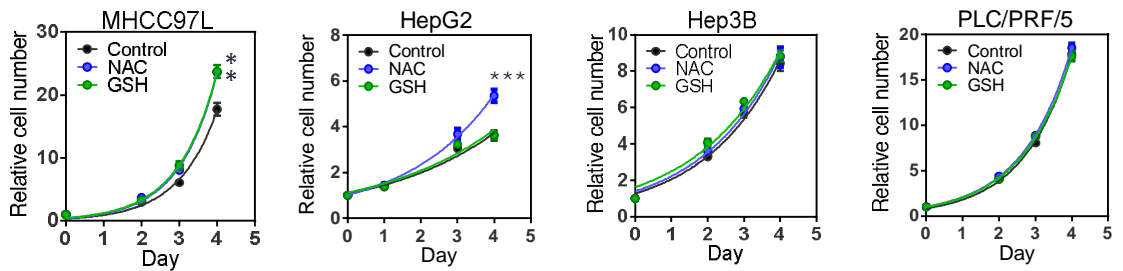 MHCC97L
Relative cell number
30
20
10
0
Control
NAC
GSH
*
*
0 1 2 3 4 5
Day
HepG2
Relative cell number
8
6
4
2
0
Control
NAC
GSH
***
0 1 2 3 4 5
Day
Hep3B
Relative cell number
10
8
6
4
2
0
Control
NAC
GSH
0 1 2 3 4 5
Day
PLC/PRF/5
Relative cell number
20
15
10
5
0
Control
NAC
GSH
0 1 2 3 4 5
Day